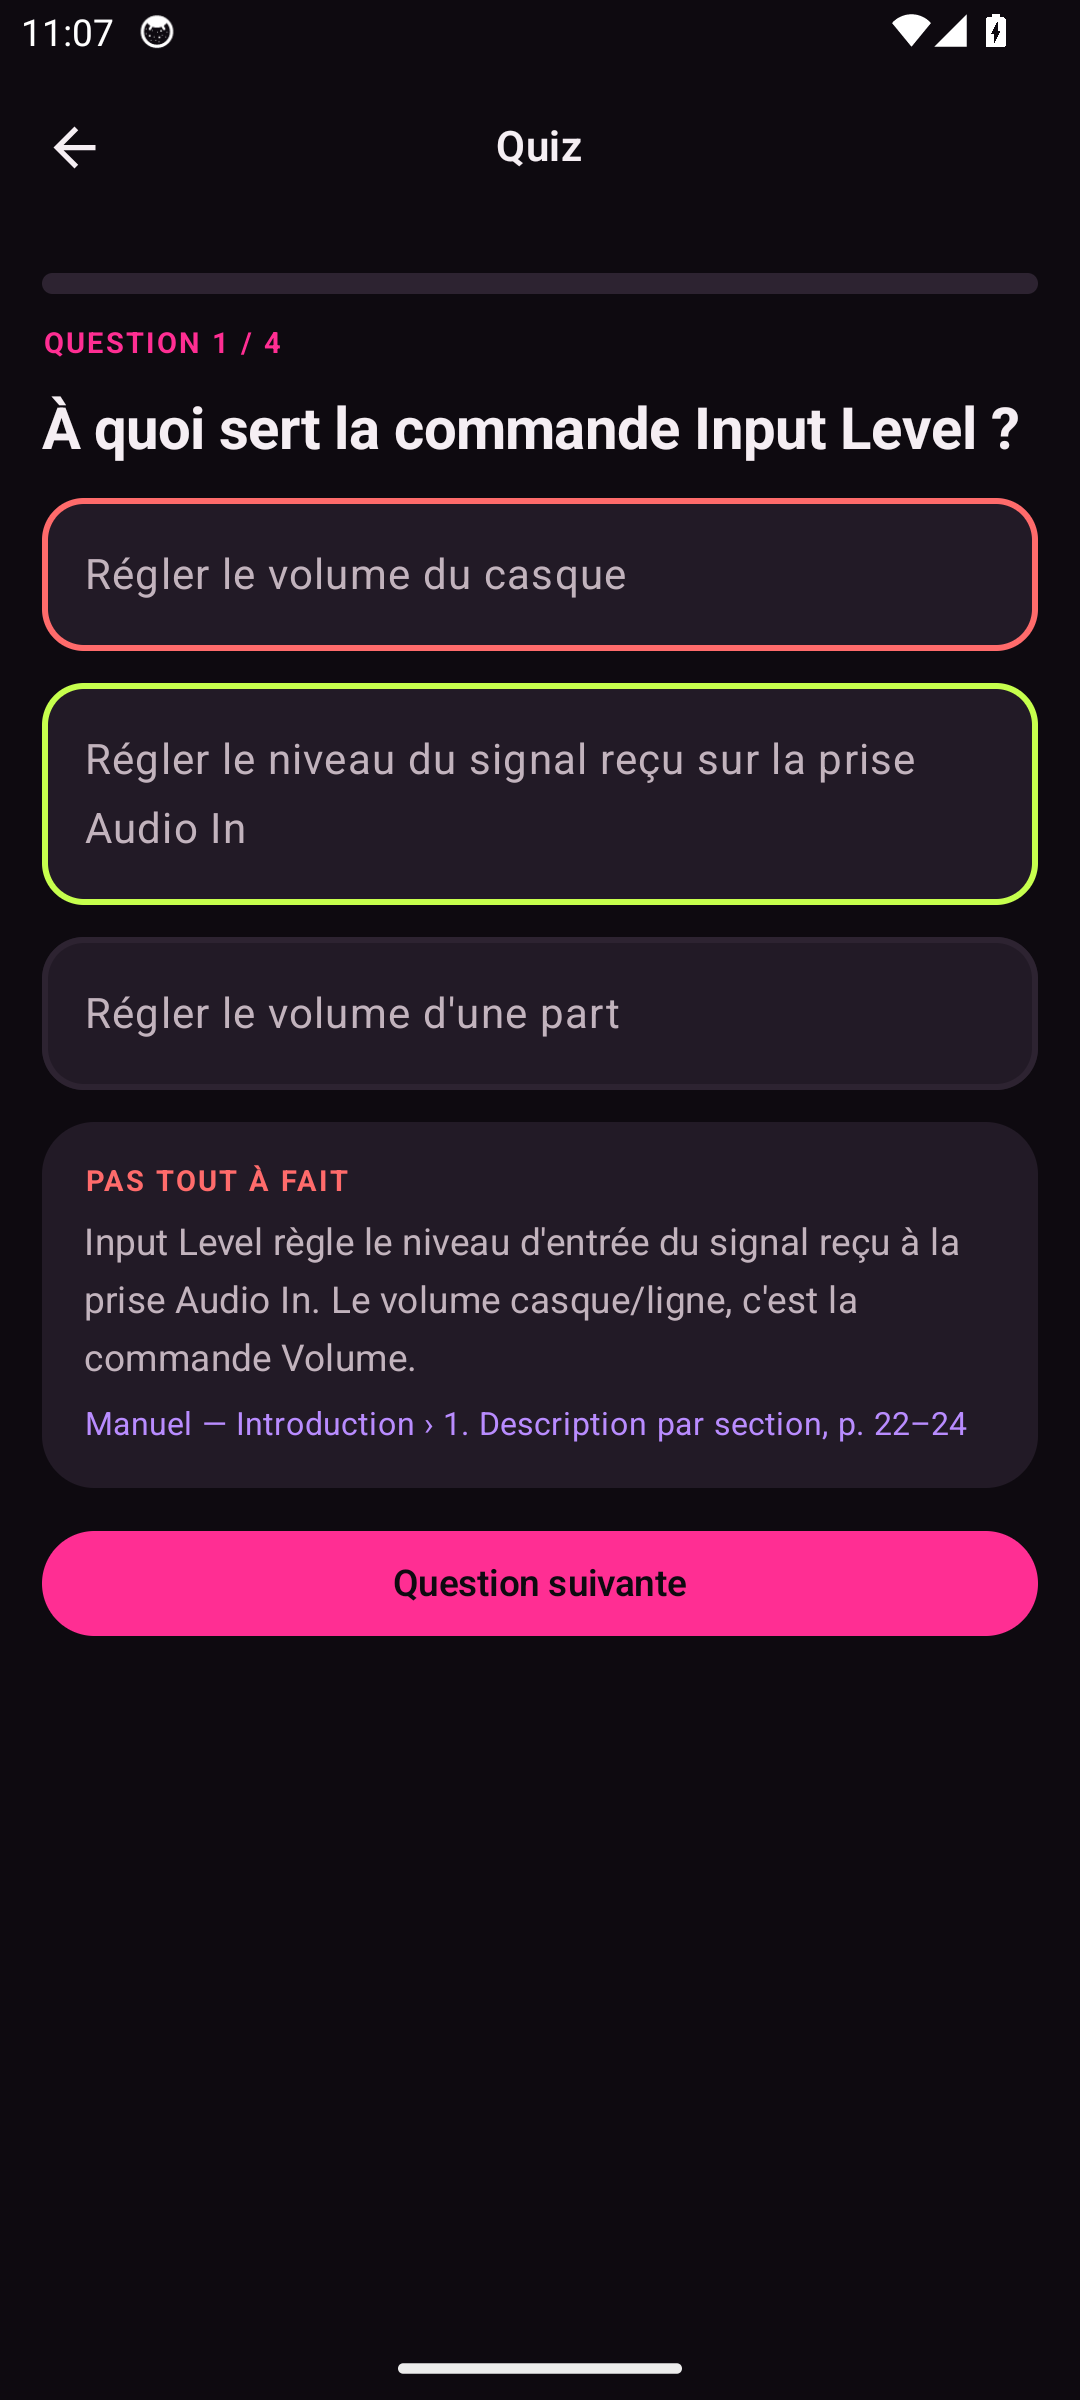 11:07
Quiz
QUESTION 1 / 4
À quoi sert la commande Input Level ?
Régler le volume du casque
Régler le niveau du signal reçu sur la prise
Audio In
Régler le volume d'une part
PAS TOUT À FAIT
Input Level règle le niveau d'entrée du signal reçu à la
prise Audio In. Le volume casque/ligne, c'est la
commande Volume.
Manuel — Introduction › 1. Description par section, p. 22–24
Question suivante